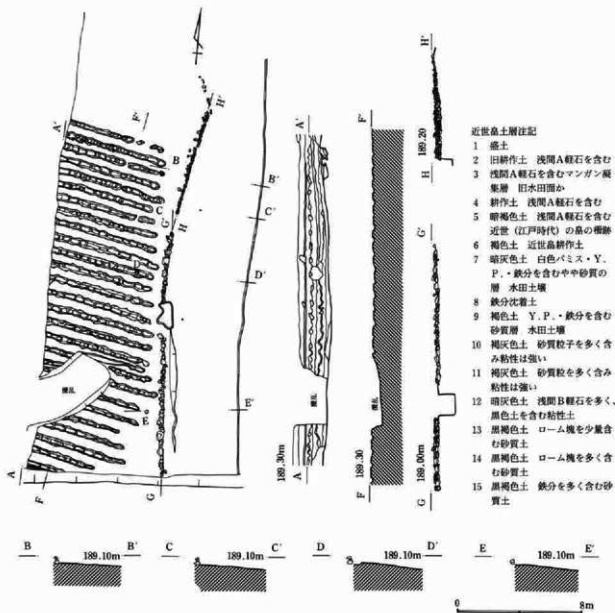 近世畠土層注記
1 盛土
2 旧耕作土 浅間A軽石を含む
3 浅間A軽石を含むマンガン凝
集層 旧水田面か
4 耕作土 浅間A軽石を含む
5 暗褐色土 浅間A軽石を含む
近世（江戸時代）の畠の柵跡
6 褐色土 近世畠耕作土
7 暗灰色土 白色パミス・Y.
P.・鉄分を含むやや砂質の
層 水田土壌
8 鉄分沈着土
9 褐色土 Y.P.・鉄分を含む
砂質層 水田土壌
10 褐灰色土 砂質粒子を多く含
み粘性は強い
11 褐灰色土 砂質粒を多く含み
粘性は強い
12 暗灰色土 浅間B軽石を多く、
黒色土を含む粘性土
13 黒褐色土 ローム塊を少量含
む砂質土
14 黒褐色土 ローム塊を多く含
む砂質土
15 黒褐色土 鉄分を多く含む砂
質土
A'
F'
B
C
G'
H
H'
D
E
B'
C'
D'
E'
A
F
G
A'
攪乱
189.30m
A
F'
攪乱
189.30
F
H'
189.20
H
G'
189.00m
G
攪乱
B 189.10m B'
C 189.10m C'
D 189.10m D'
E 189.10m E'
0 8m